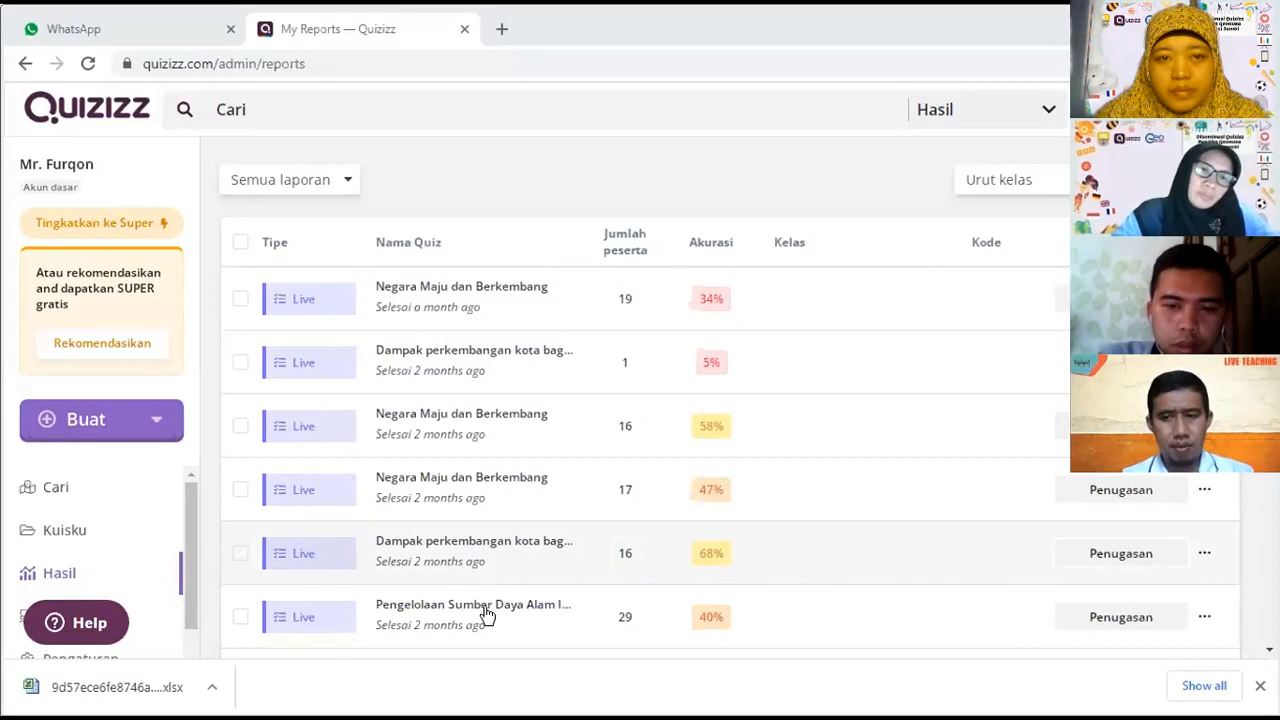 WhatsApp
My Reports — Quizizz
quizizz.com/admin/reports
QUIZIZZ
Cari
Hasil
Mr. Furqon
Akun dasar
Tingkatkan ke Super
Atau rekomendasikan
and dapatkan SUPER
gratis
Rekomendasikan
Buat
Cari
Kuisku
Hasil
Help
Semua laporan
Urut kelas
Tipe
Nama Quiz
Jumlah
peserta
Akurasi
Kelas
Kode
Live
Negara Maju dan Berkembang
Selesai a month ago
19
34%
Live
Dampak perkembangan kota bag...
Selesai 2 months ago
1
5%
Live
Negara Maju dan Berkembang
Selesai 2 months ago
16
58%
Live
Negara Maju dan Berkembang
Selesai 2 months ago
17
47%
Penugasan
Live
Dampak perkembangan kota bag...
Selesai 2 months ago
16
68%
Penugasan
Live
Pengelolaan Sumber Daya Alam I...
Selesai 2 months ago
29
40%
Penugasan
Pengaturan
9d57ece6fe8746a....xlsx
Show all
LIVE TEACHING